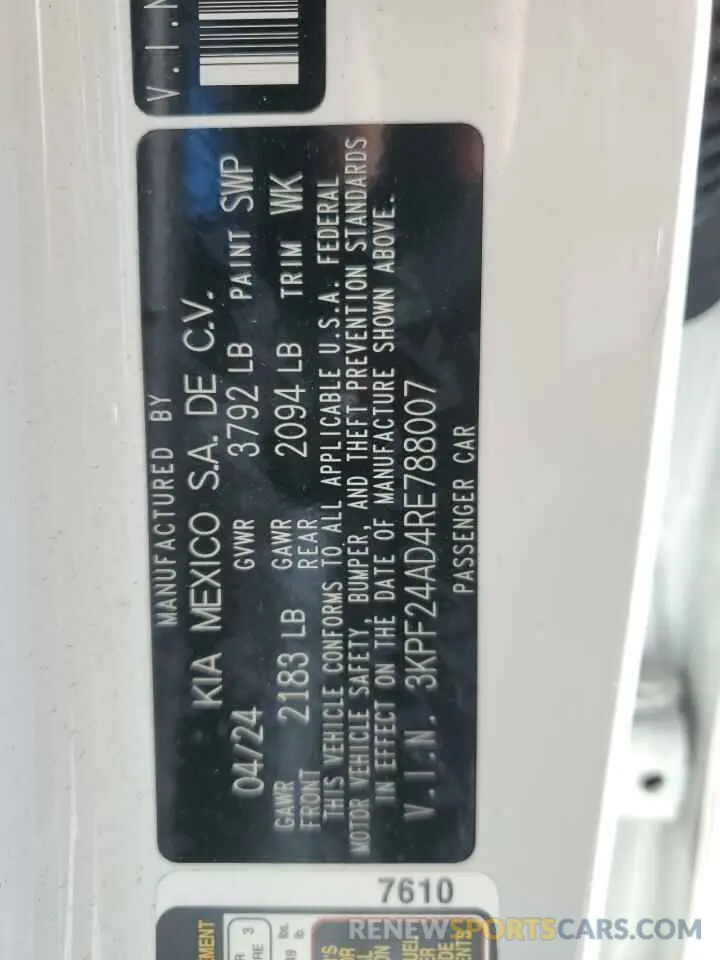 V.I.N
MANUFACTURED BY
KIA MEXICO S.A. DE C.V.
04/24 GVWR 3792 LB PAINT SWP
GAWR FRONT 2183 LB GAWR REAR 2094 LB TRIM WK
THIS VEHICLE CONFORMS TO ALL APPLICABLE U.S.A. FEDERAL
MOTOR VEHICLE SAFETY, BUMPER, AND THEFT PREVENTION STANDARDS
IN EFFECT ON THE DATE OF MANUFACTURE SHOWN ABOVE.
V.I.N. 3KPF24AD4RE788007
PASSENGER CAR
7610
RENEWSPORTSCARS.COM